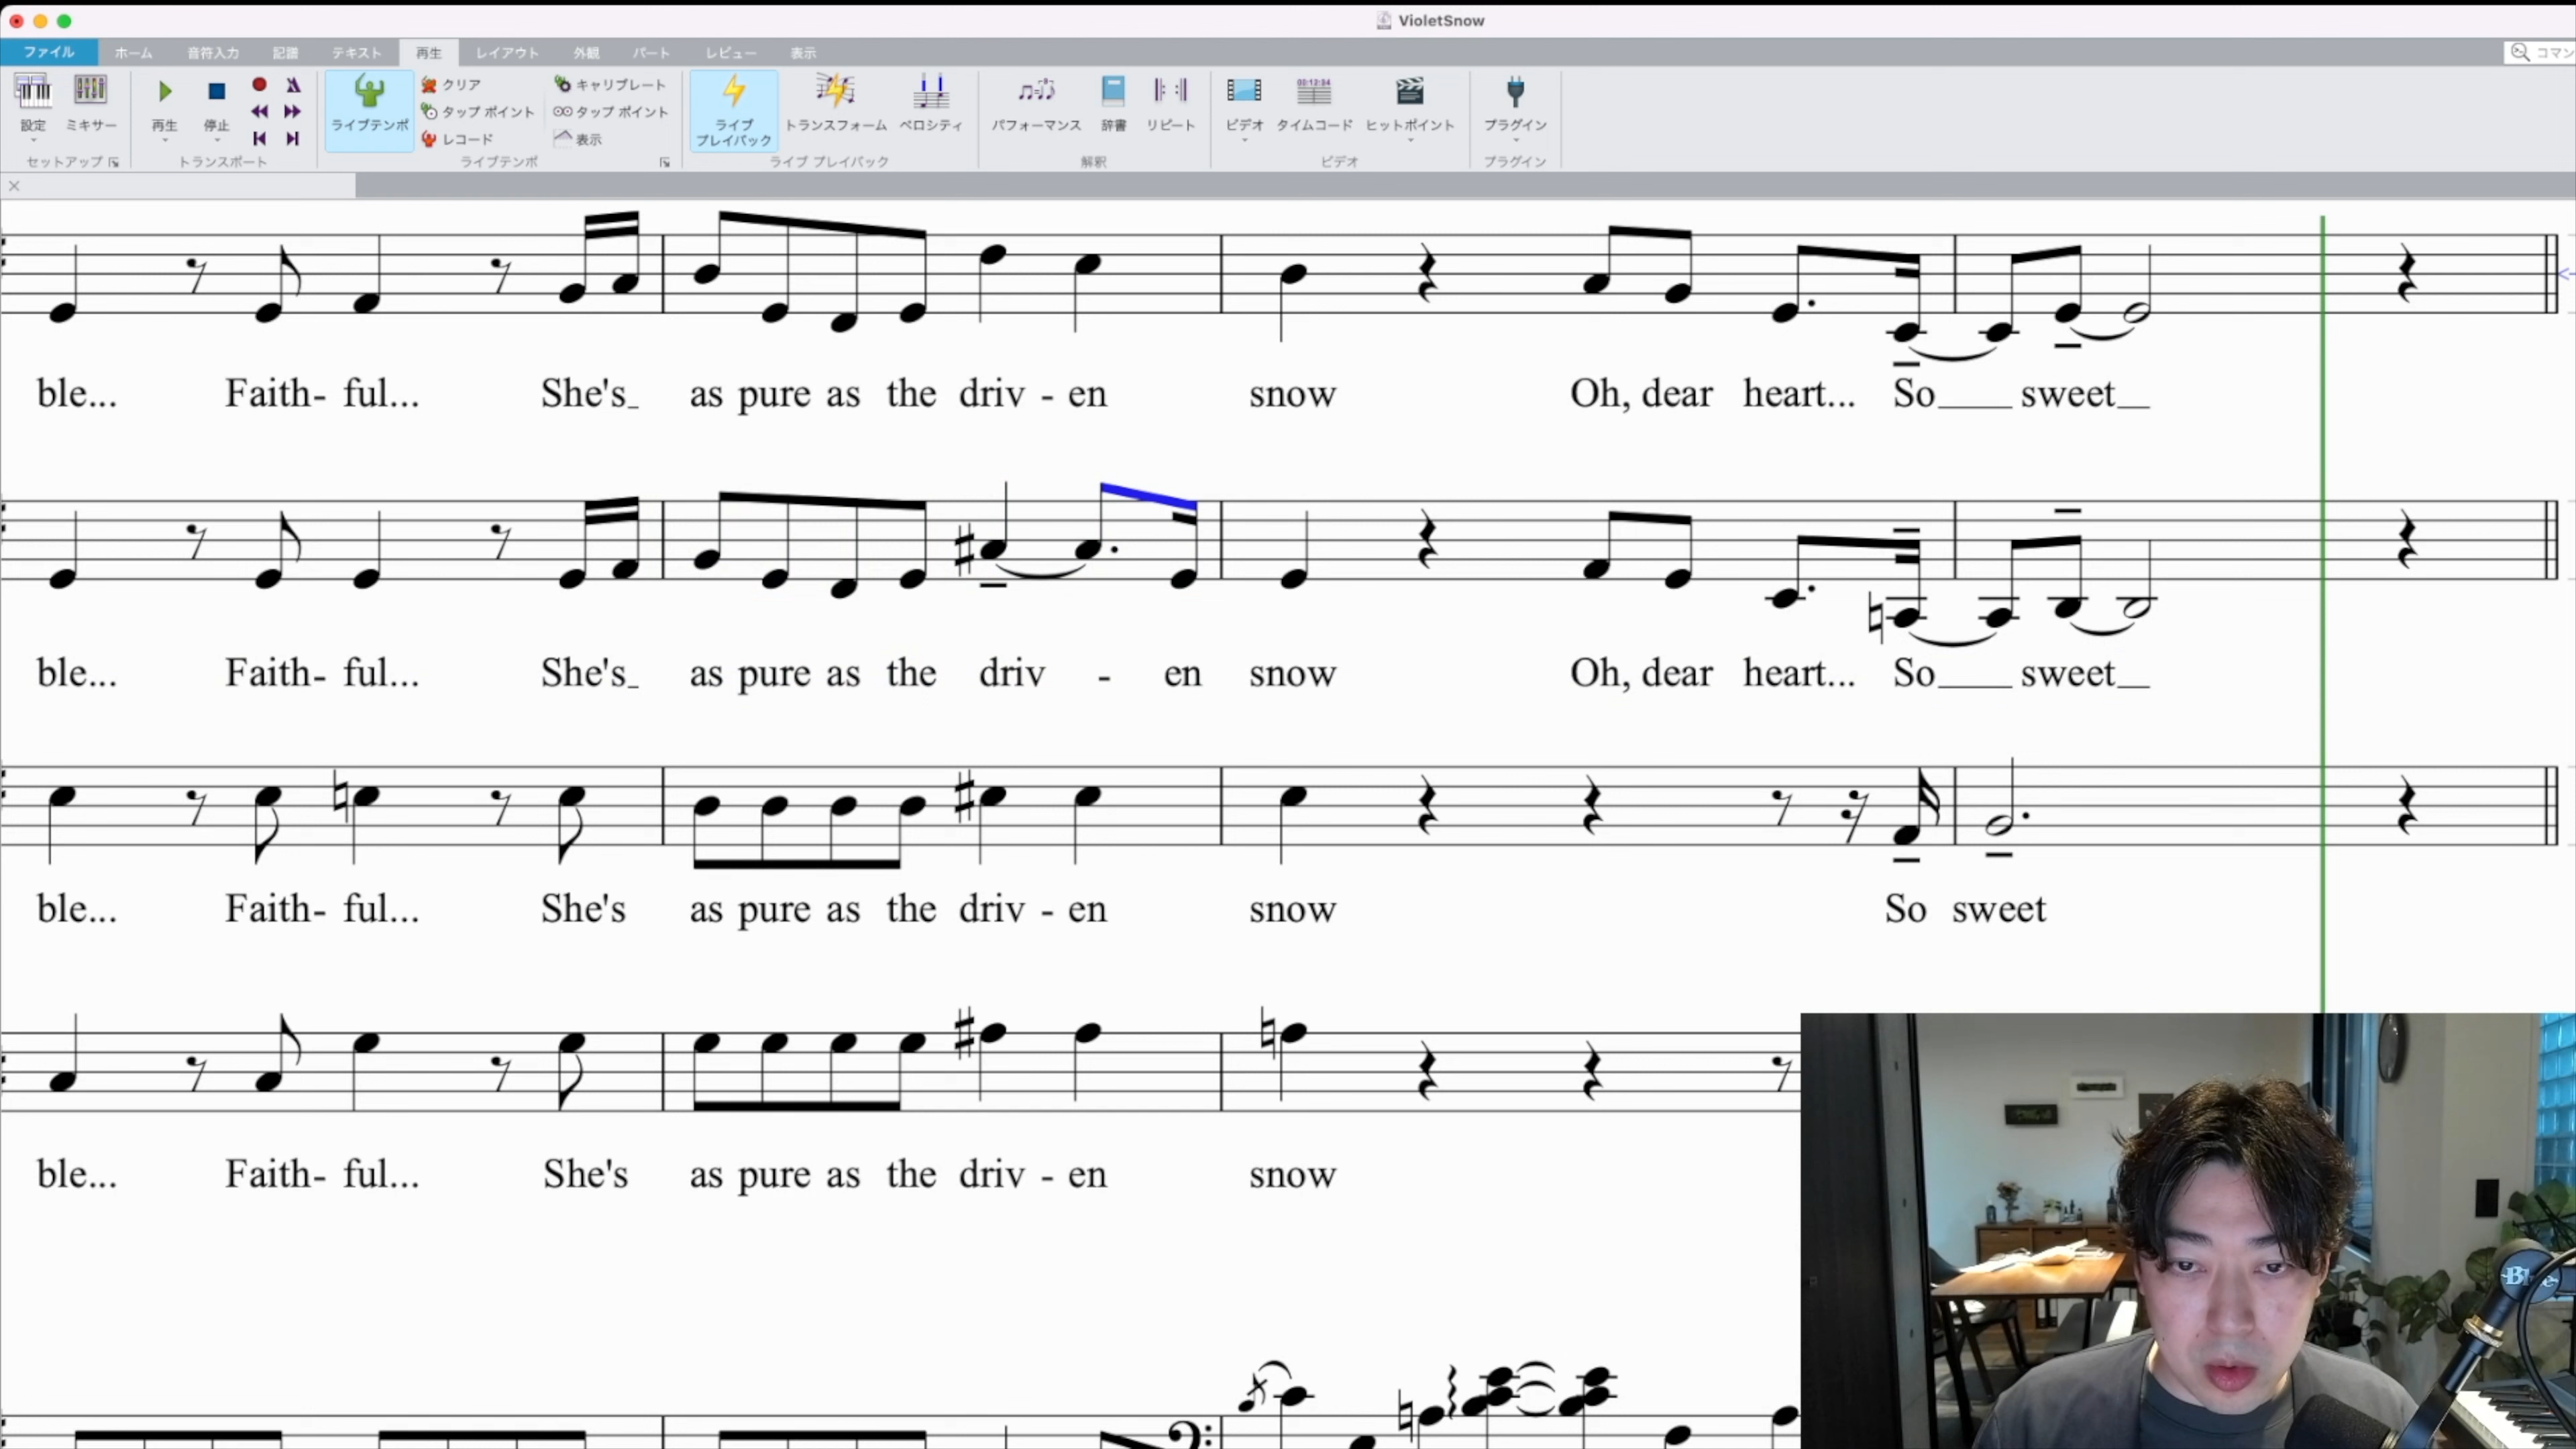 VioletSnow
ファイル ホーム 音符入力 記譜 テキスト 再生 レイアウト 外観 パート レビュー 表示 コマン
設定 ミキサー 再生 停止 ライブテンポ クリア キャリブレート ライブ プレイバック トランスフォーム ベロシティ パフォーマンス 辞書 リピート ビデオ タイムコード ヒットポイント プラグイン
タップ ポイント タップ ポイント
レコード 表示
セットアップ トランスポート ライブテンポ ライブ プレイバック 解釈 ビデオ プラグイン
ble... Faith- ful... She's_ as pure as the driv - en snow Oh, dear heart... So___ sweet__
ble... Faith- ful... She's_ as pure as the driv - en snow Oh, dear heart... So___ sweet__
ble... Faith- ful... She's as pure as the driv - en snow So sweet
ble... Faith- ful... She's as pure as the driv - en snow
Blue